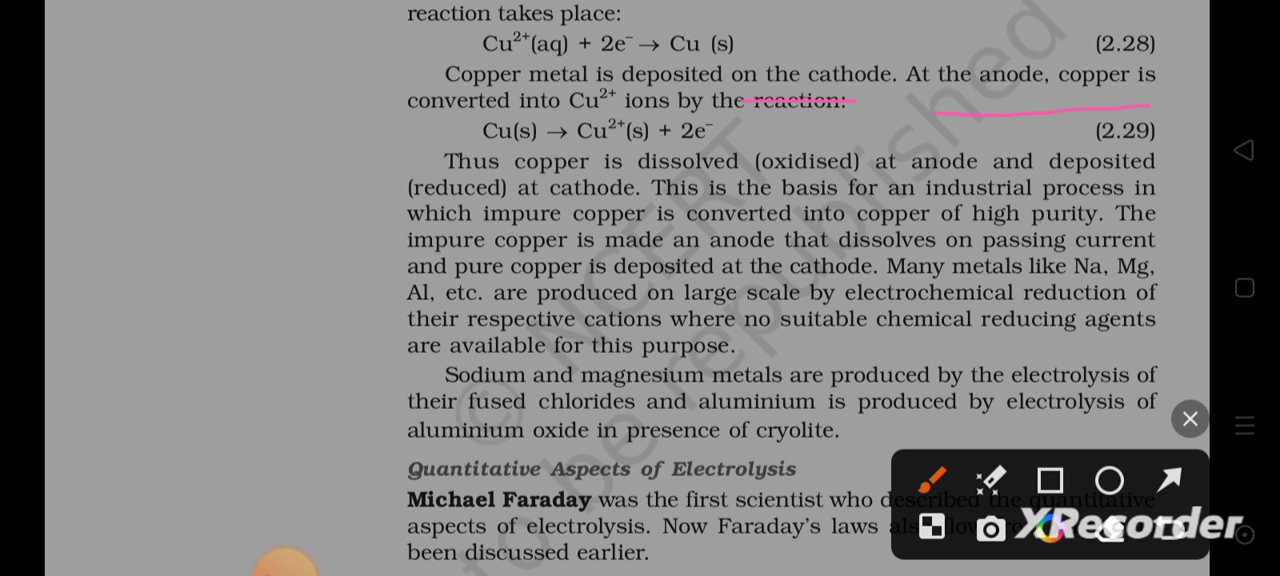 reaction takes place:
Cu²⁺(aq) + 2e⁻ → Cu (s) (2.28)
Copper metal is deposited on the cathode. At the anode, copper is
converted into Cu²⁺ ions by the reaction:
Cu(s) → Cu²⁺(s) + 2e⁻ (2.29)
Thus copper is dissolved (oxidised) at anode and deposited
(reduced) at cathode. This is the basis for an industrial process in
which impure copper is converted into copper of high purity. The
impure copper is made an anode that dissolves on passing current
and pure copper is deposited at the cathode. Many metals like Na, Mg,
Al, etc. are produced on large scale by electrochemical reduction of
their respective cations where no suitable chemical reducing agents
are available for this purpose.
Sodium and magnesium metals are produced by the electrolysis of
their fused chlorides and aluminium is produced by electrolysis of
aluminium oxide in presence of cryolite.
Quantitative Aspects of Electrolysis
Michael Faraday was the first scientist who described the quantitative
aspects of electrolysis. Now Faraday's laws
been discussed earlier.
© NCERT
to be republished
XRecorder